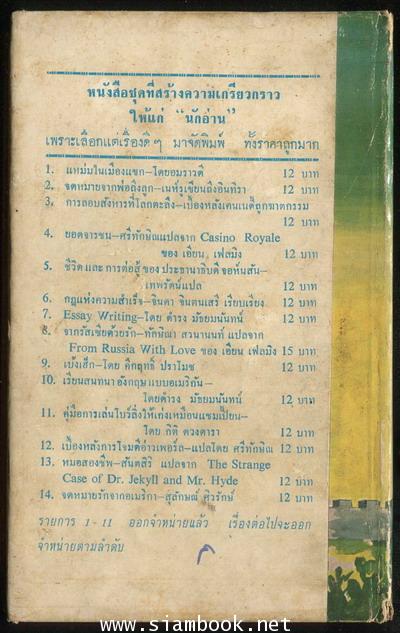 หนังสือชุดที่สร้างความเกรียวกราว
ให้แก่ "นักอ่าน"
เพราะเลือกแต่เรื่องดีๆ มาจัดพิมพ์ ทั้งราคาถูกมาก
1. แหม่มในเมืองแขก–โดยอมราวดี 12 บาท
2. จดหมายจากพ่อถึงลูก–เนห์รูเขียนถึงอินทิรา 12 บาท
3. การลอบสังหารที่โลกตะลึง–เบื้องหลังเคนเนดี้ถูกฆาตกรรม
12 บาท
4. ยอดจารชน–ศรีทักษิณแปลจาก Casino Royale
ของ เอียน เฟลมิง 12 บาท
5. ชีวิตและการต่อสู้ของประธานาธิบดีจอห์นสัน–
เทพรัตน์แปล 12 บาท
6. กฎแห่งความสำเร็จ–จินดา จินตนเสรี เรียบเรียง 12 บาท
7. Essay Writing–โดย ดำรง มัธยมนันทน์ 12 บาท
8. จากรัสเซียด้วยรัก–ทักษิณา สวนานนท์ แปลจาก
From Russia With Love ของ เอียน เฟลมิง 15 บาท
9. เบ้งเฮ็ก–โดย คึกฤทธิ์ ปราโมช 12 บาท
10. เรียนสนทนาอังกฤษแบบอเมริกัน–
โดยดำรง มัธยมนันทน์ 12 บาท
11. คู่มือการเล่นโบว์ลิ่งให้เก่งเหมือนแชมเปี้ยน–
โดย กิติ ดวงดารา 12 บาท
12. เบื้องหลังการโจมตีอ่าวเพอร์ล–แปลโดย ศรีทักษิณ 12 บาท
13. หมอสองชีพ–สันตสิริ แปลจาก The Strange
Case of Dr. Jekyll and Mr. Hyde 12 บาท
14. จดหมายรักจากอเมริกา–สุลักษณ์ ศิวรักษ์ 12 บาท
รายการ 1 - 11 ออกจำหน่ายแล้ว เรื่องต่อไปจะออก
จำหน่ายตามลำดับ
www.siambook.net